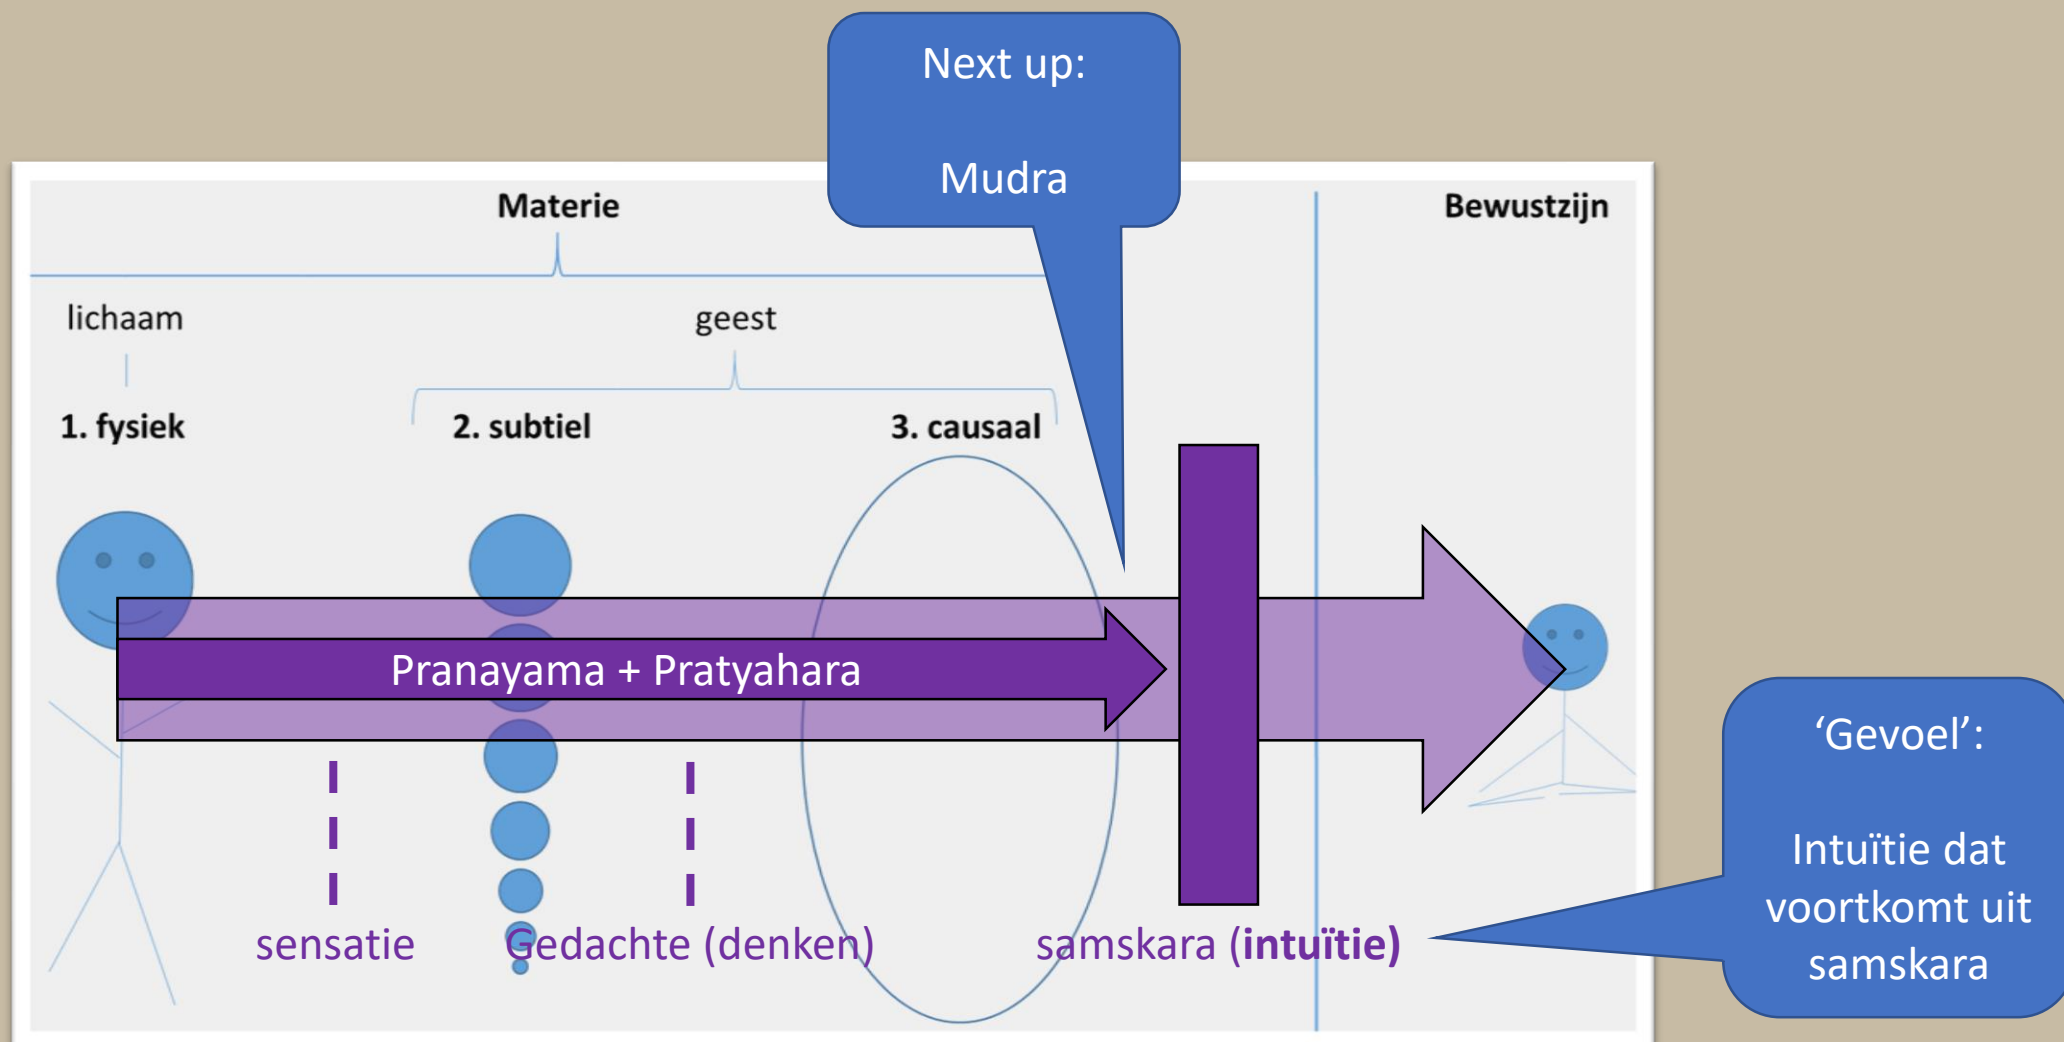 Next up:
Mudra
Materie
Bewustzijn
lichaam
geest
1. fysiek
2. subtiel
3. causaal
Pranayama + Pratyahara
sensatie
Gedachte (denken)
samskara (intuïtie)
‘Gevoel’:
Intuïtie dat
voortkomt uit
samskara